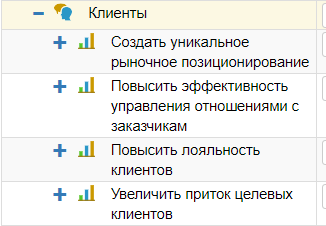 Клиенты
Создать уникальное
рыночное позиционирование
Повысить эффективность
управления отношениями с
заказчикам
Повысить лояльность
клиентов
Увеличить приток целевых
клиентов